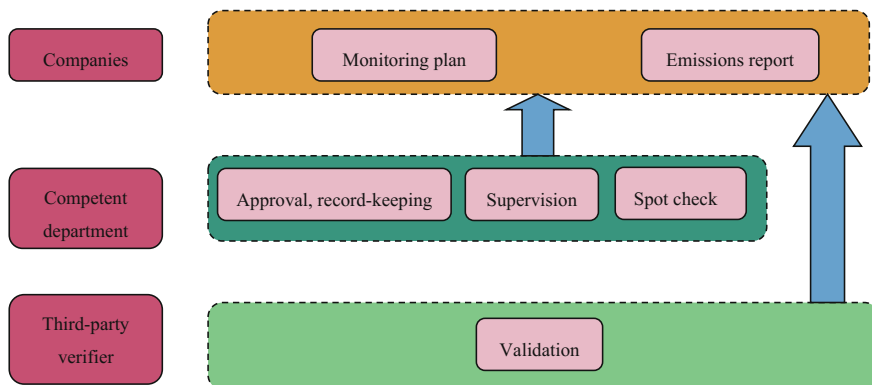 Companies
Monitoring plan
Emissions report
Competent
department
Approval, record-keeping
Supervision
Spot check
Third-party
verifier
Validation